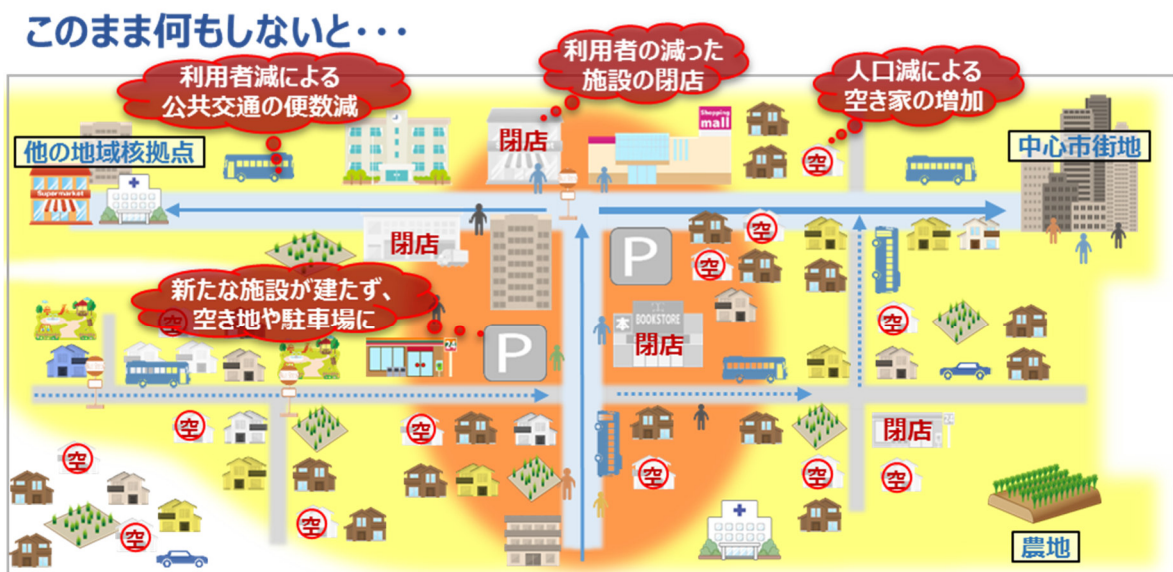 このまま何もしないと・・・
利用者減による
公共交通の便数減
利用者の減った
施設の閉店
人口減による
空き家の増加
他の地域核拠点
閉店
Shopping
mall
空
中心市街地
Supermarket
閉店
P
空
空
新たな施設が建たず、
空き地や駐車場に
空
24
P
BOOKSTORE
本
閉店
空
空
空
空
空
閉店
空
空
空
空
農地